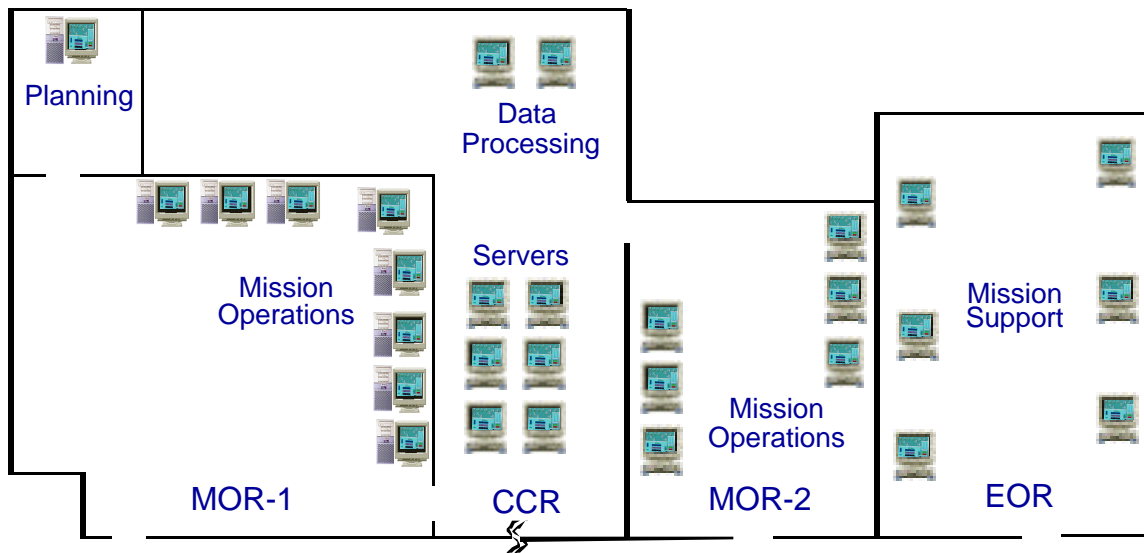 Planning
Data
Processing
Servers
Mission
Operations
Mission
Support
Mission
Operations
MOR-1
CCR
MOR-2
EOR